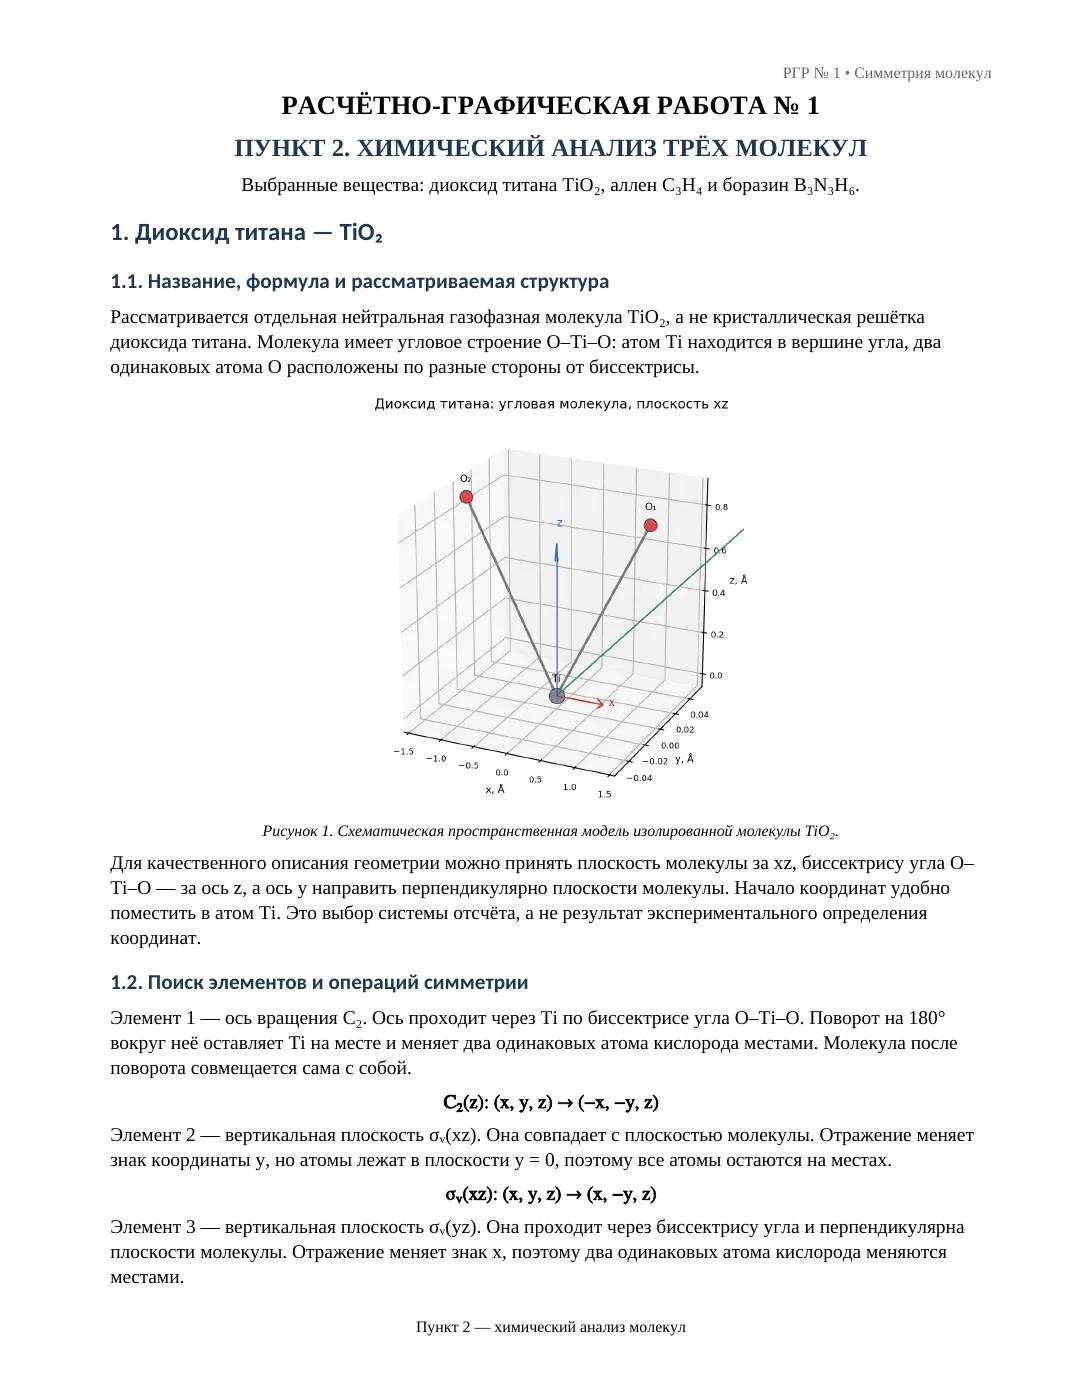 РГР № 1 • Симметрия молекул
РАСЧЁТНО-ГРАФИЧЕСКАЯ РАБОТА № 1
ПУНКТ 2. ХИМИЧЕСКИЙ АНАЛИЗ ТРЁХ МОЛЕКУЛ
Выбранные вещества: диоксид титана TiO₂, аллен C₃H₄ и боразин B₃N₃H₆.
1. Диоксид титана — TiO₂
1.1. Название, формула и рассматриваемая структура
Рассматривается отдельная нейтральная газофазная молекула TiO₂, а не кристаллическая решётка
диоксида титана. Молекула имеет угловое строение O–Ti–O: атом Ti находится в вершине угла, два
одинаковых атома O расположены по разные стороны от биссектрисы.
Диоксид титана: угловая молекула, плоскость xz
O₂
O₁
z
0.8
0.6
z, Å
0.4
0.2
Ti
0.0
x
0.04
0.02
0.00
−0.02
y, Å
−0.04
−1.5
−1.0
−0.5
0.0
0.5
1.0
1.5
x, Å
Рисунок 1. Схематическая пространственная модель изолированной молекулы TiO₂.
Для качественного описания геометрии можно принять плоскость молекулы за xz, биссектрису угла O–
Ti–O — за ось z, а ось y направить перпендикулярно плоскости молекулы. Начало координат удобно
поместить в атом Ti. Это выбор системы отсчёта, а не результат экспериментального определения
координат.
1.2. Поиск элементов и операций симметрии
Элемент 1 — ось вращения C₂. Ось проходит через Ti по биссектрисе угла O–Ti–O. Поворот на 180°
вокруг неё оставляет Ti на месте и меняет два одинаковых атома кислорода местами. Молекула после
поворота совмещается сама с собой.
C₂(z): (x, y, z) → (−x, −y, z)
Элемент 2 — вертикальная плоскость σᵥ(xz). Она совпадает с плоскостью молекулы. Отражение меняет
знак координаты y, но атомы лежат в плоскости y = 0, поэтому все атомы остаются на местах.
σᵥ(xz): (x, y, z) → (x, −y, z)
Элемент 3 — вертикальная плоскость σᵥ(yz). Она проходит через биссектрису угла и перпендикулярна
плоскости молекулы. Отражение меняет знак x, поэтому два одинаковых атома кислорода меняются
местами.
Пункт 2 — химический анализ молекул